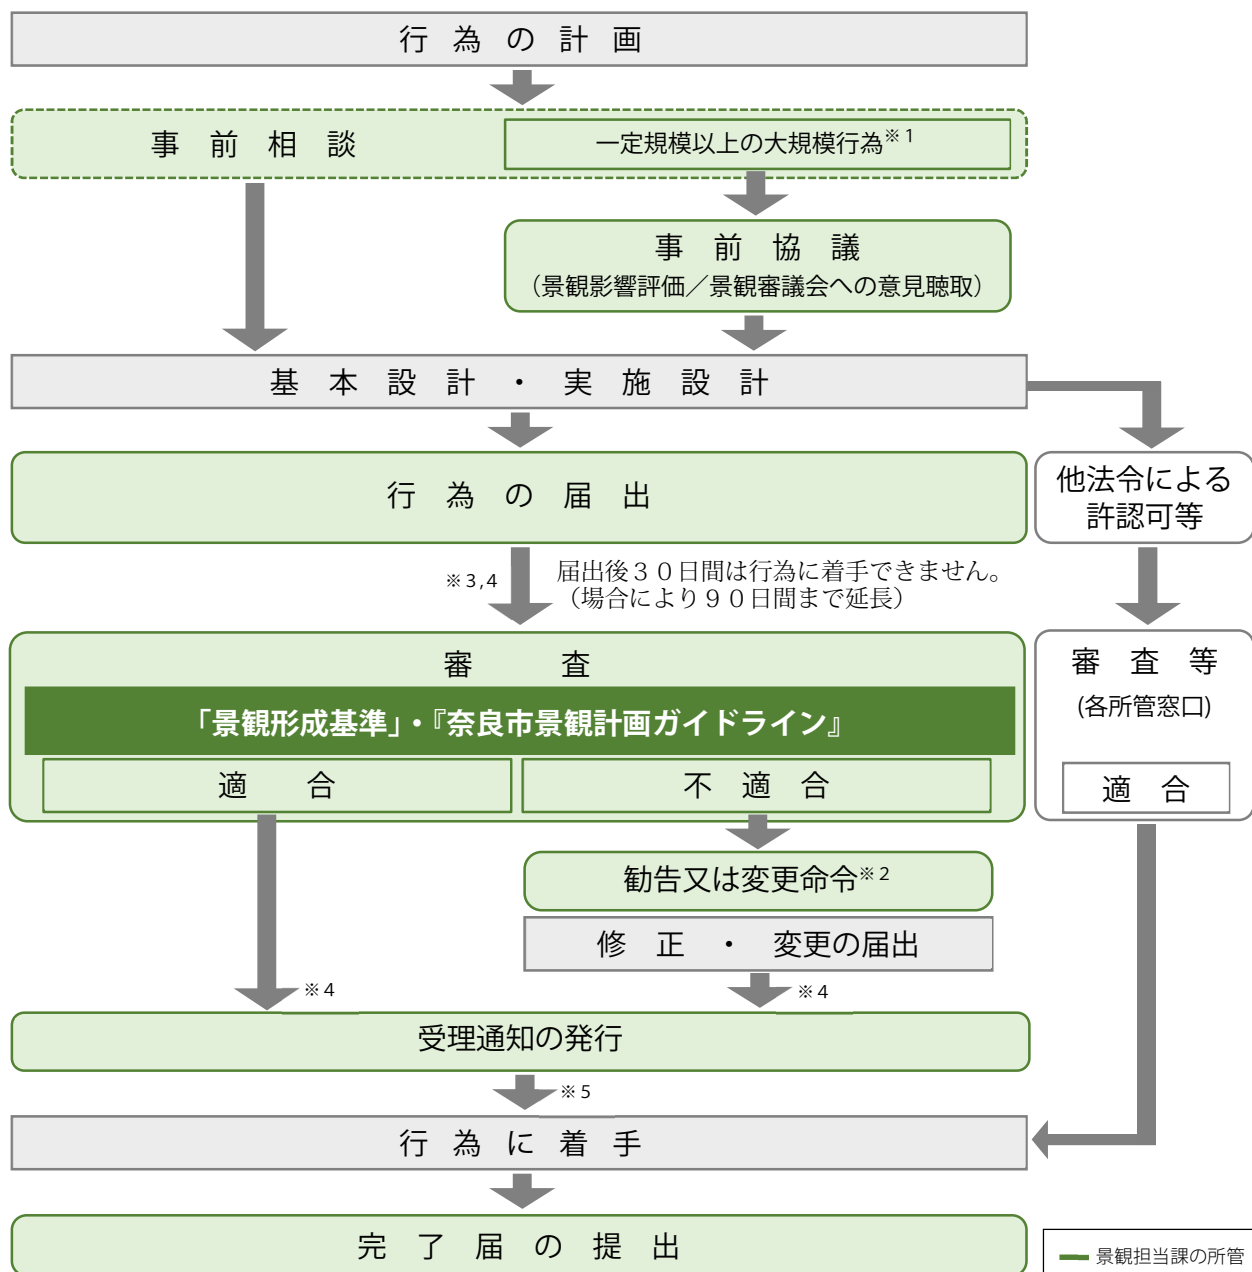 行為の計画
事前相談
一定規模以上の大規模行為※1
事前協議
（景観影響評価／景観審議会への意見聴取）
基本設計・実施設計
行為の届出
他法令による
許認可等
※3,4
届出後３０日間は行為に着手できません。
（場合により９０日間まで延長）
審査
「景観形成基準」・『奈良市景観計画ガイドライン』
適合
不適合
審査等
(各所管窓口)
適合
勧告又は変更命令※2
修正・変更の届出
※4
※4
受理通知の発行
※5
行為に着手
完了届の提出
景観担当課の所管